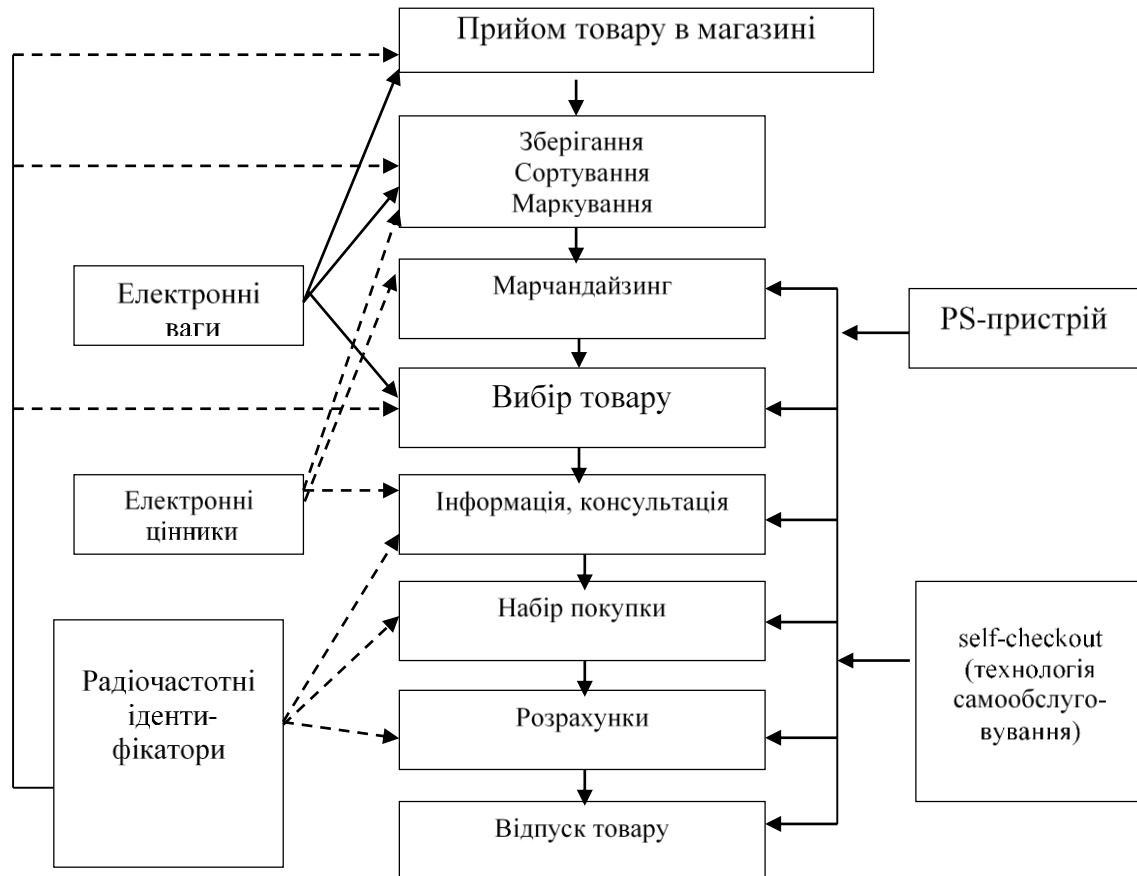 Прийом товару в магазині
Зберігання
Сортування
Маркування
Марчандайзинг
Вибір товару
Інформація, консультація
Набір покупки
Розрахунки
Відпуск товару
Електронні
ваги
Електронні
цінники
Радіочастотні
іденти-
фікатори
PS-пристрій
self-checkout
(технологія
самообслуго-
вування)